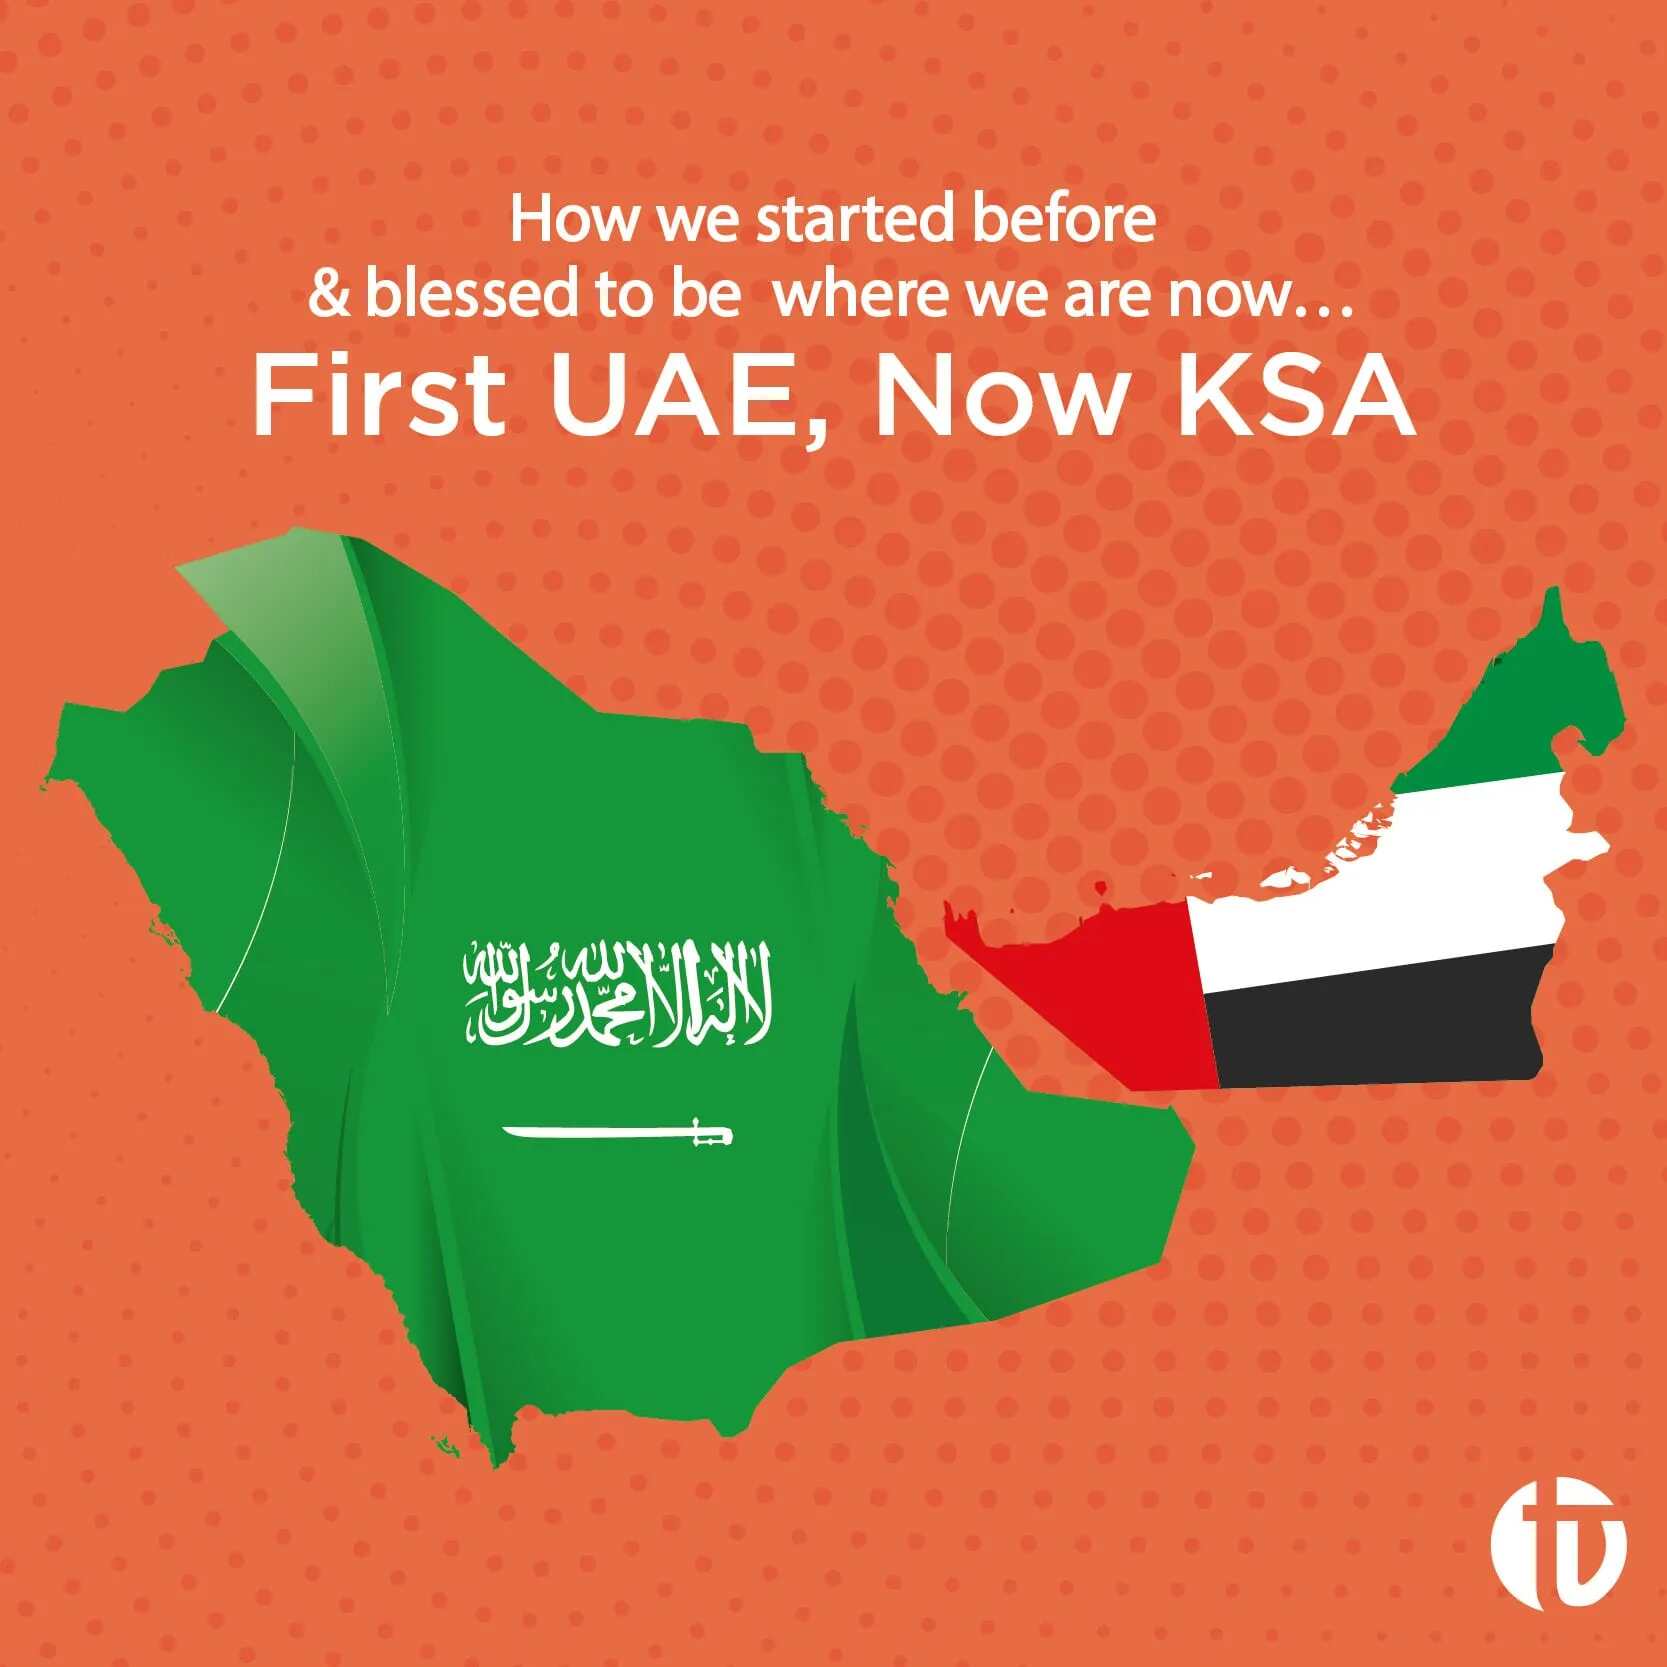 How we started before
& blessed to be where we are now...
First UAE, Now KSA
لا إله إلا الله محمد رسول الله
tv